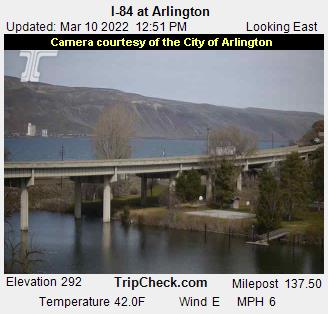 I-84 at Arlington
Updated: Mar 10 2022 12:51 PM Looking East
Camera courtesy of the City of Arlington
Elevation 292 TripCheck.com Milepost 137.50
Temperature 42.0F Wind E MPH 6